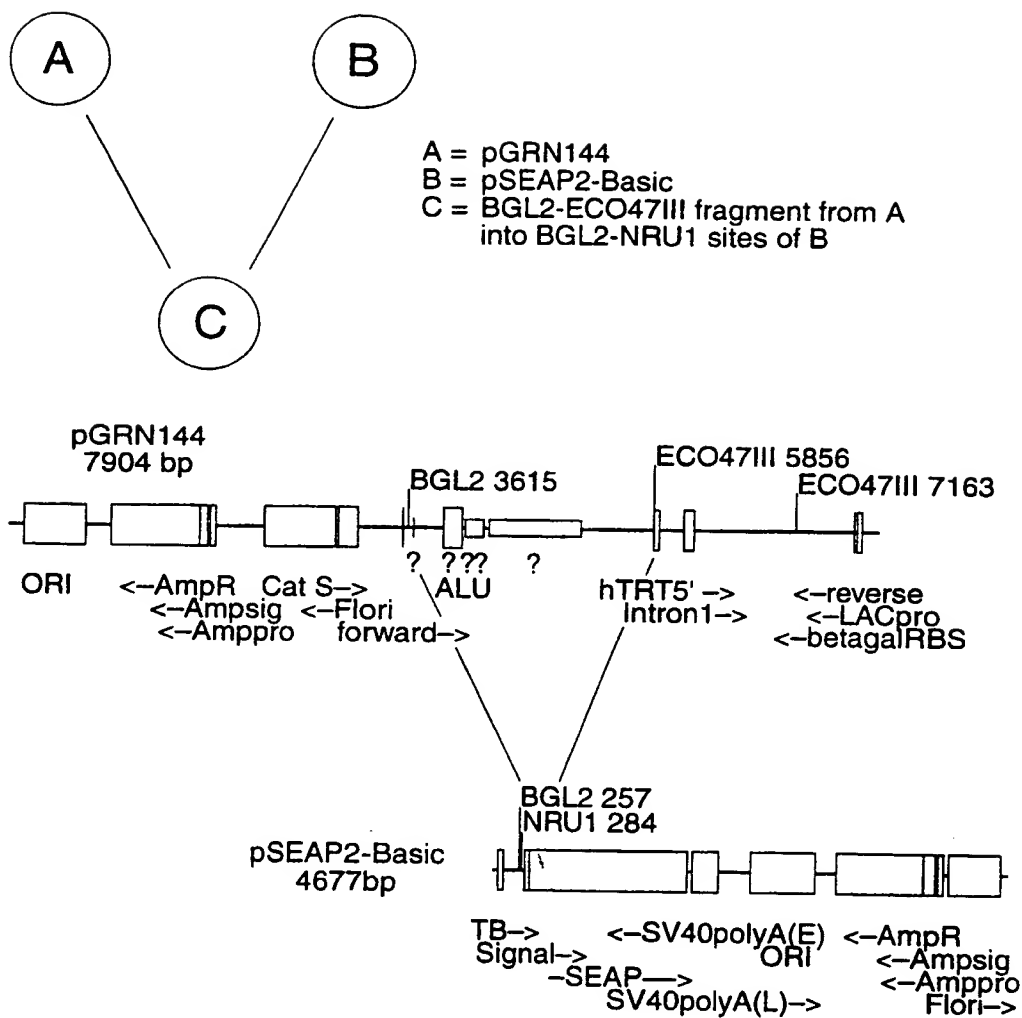 A
B
A = pGRN144
B = pSEAP2-Basic
C = BGL2-ECO47III fragment from A
into BGL2-NRU1 sites of B
C
pGRN144
7904 bp
ECO47III 5856
BGL2 3615
ECO47III 7163
? ? ?? ?
ORI
<–AmpR
Cat S–>
ALU
hTRT5' –>
<–reverse
<–Ampsig
<–Flori
Intron1–>
<–LACpro
<–Amppro
forward–>
<–betagalRBS
BGL2 257
NRU1 284
pSEAP2-Basic
4677bp
TB–>
<–SV40polyA(E)
<–AmpR
Signal–>
ORI
<–Ampsig
–SEAP—>
<–Amppro
SV40polyA(L)–>
Flori–>